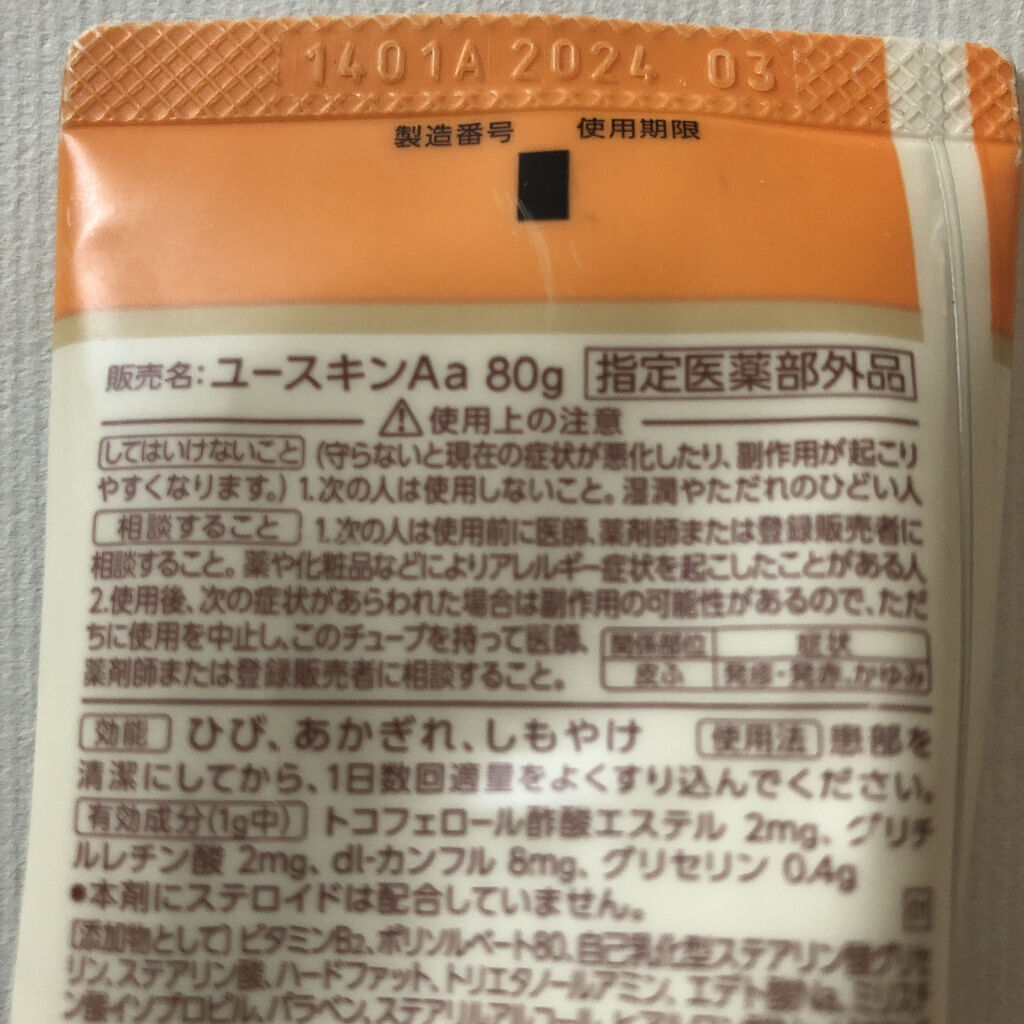 1401A 2024 03
製造番号 使用期限
販売名:ユースキンAa 80g 指定医薬部外品
使用上の注意
してはいけないこと (守らないと現在の症状が悪化したり、副作用が起こり
やすくなります。) 1.次の人は使用しないこと。湿潤やただれのひどい人
相談すること 1.次の人は使用前に医師、薬剤師または登録販売者に
相談すること。薬や化粧品などによりアレルギー症状を起こしたことがある人
2.使用後、次の症状があらわれた場合は副作用の可能性があるので、ただ
ちに使用を中止し、このチューブを持って医師、
薬剤師または登録販売者に相談すること。
関係部位 症状
皮ふ 発疹・発赤、かゆみ
効能 ひび、あかぎれ、しもやけ 使用法 患部を
清潔にしてから、1日数回適量をよくすり込んでください。
有効成分(1g中) トコフェロール酢酸エステル 2mg、グリチ
ルレチン酸 2mg、dl-カンフル 8mg、グリセリン 0.4g
●本剤にステロイドは配合していません。
[添加物として] ビタミンB2、ポリソルベート80、自己乳化型ステアリン酸グリセ
リン、ステアリン酸、ハードファット、トリエタノールアミン、エデト酸Na、ミリスチ
ン酸イソプロピル、パラベン、ステアリルアルコール、